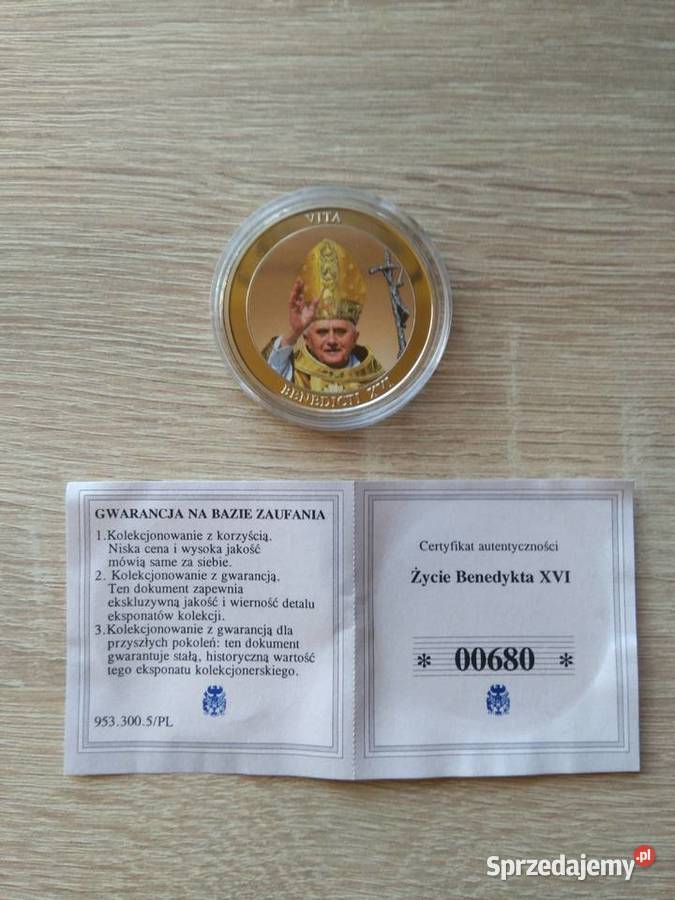 VITA
BENEDICTI XVI
GWARANCJA NA BAZIE ZAUFANIA
1.Kolekcjonowanie z korzyścią.
Niska cena i wysoka jakość
mówią same za siebie.
2. Kolekcjonowanie z gwarancją.
Ten dokument zapewnia
ekskluzywną jakość i wierność detalu
eksponatów kolekcji.
3.Kolekcjonowanie z gwarancją dla
przyszłych pokoleń: ten dokument
gwarantuje stałą, historyczną wartość
tego eksponatu kolekcjonerskiego.
953.300.5/PL
Certyfikat autentyczności
Życie Benedykta XVI
* 00680 *
Sprzedajemy.pl